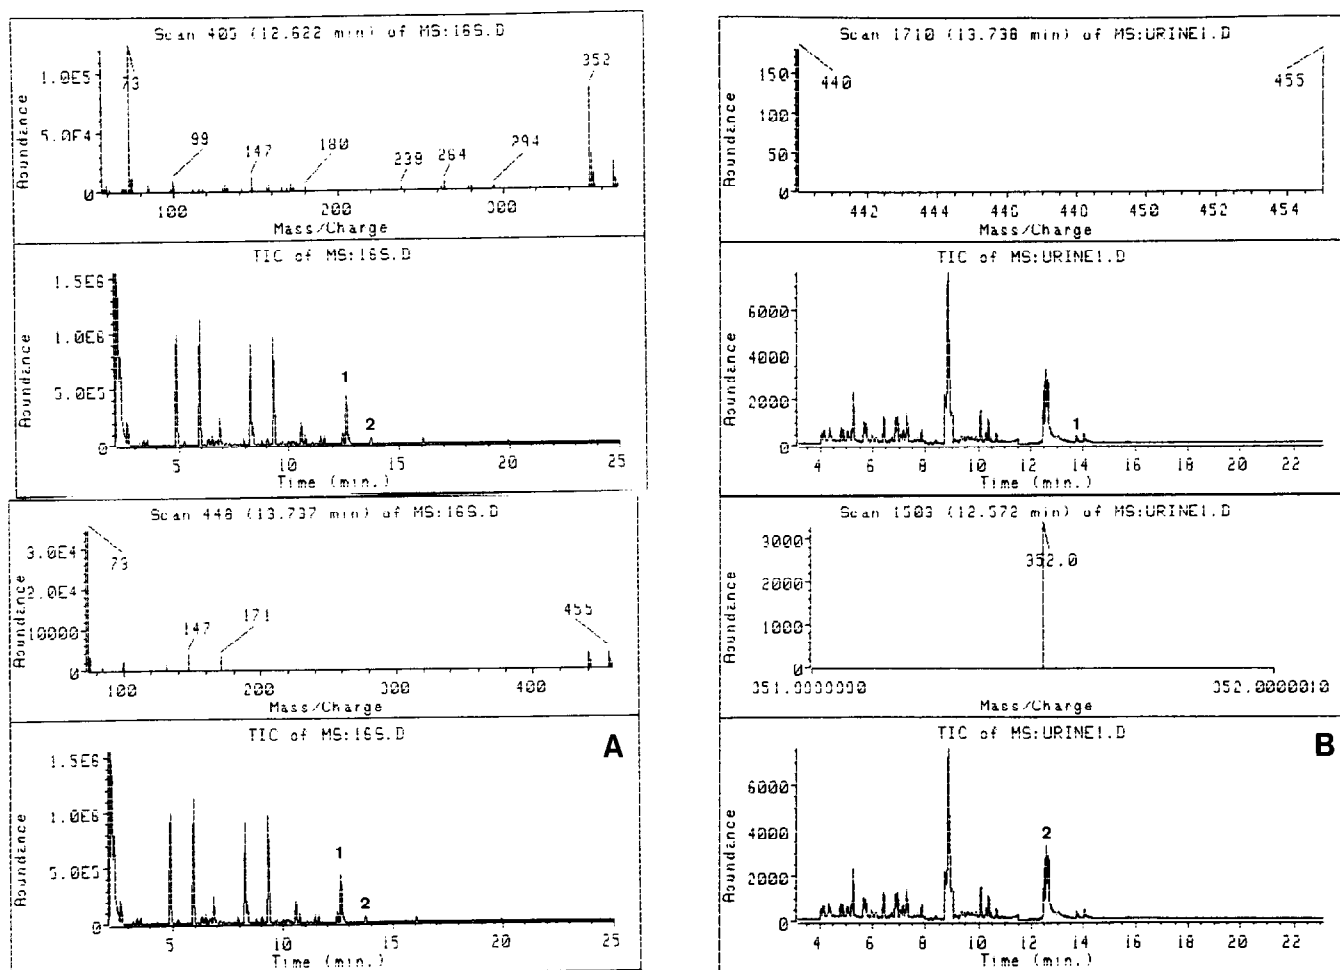 Scan 405 (12.622 min) of MS:16S.D
1.0E5
5.0E4
0
Abundance
73
99
147
180
239
264
294
352
100
200
300
Mass/Charge
TIC of MS:16S.D
1.5E6
1.0E6
5.0E5
0
Abundance
1
2
5
10
15
20
25
Time (min.)
Scan 448 (13.737 min) of MS:16S.D
3.0E4
2.0E4
10000
0
Abundance
73
147
171
455
100
200
300
400
Mass/Charge
TIC of MS:16S.D
A
1.5E6
1.0E6
5.0E5
0
Abundance
1
2
5
10
15
20
25
Time (min.)
Scan 1710 (13.738 min) of MS:URINE1.D
150
100
50
0
Abundance
440
455
442
444
446
448
450
452
454
Mass/Charge
TIC of MS:URINE1.D
6000
4000
2000
0
Abundance
1
4
6
8
10
12
14
16
18
20
22
Time (min.)
Scan 1503 (12.572 min) of MS:URINE1.D
3000
2000
1000
0
Abundance
352.0
352.0000010
Mass/Charge
TIC of MS:URINE1.D
B
6000
4000
2000
0
Abundance
2
4
6
8
10
12
14
16
18
20
22
Time (min.)